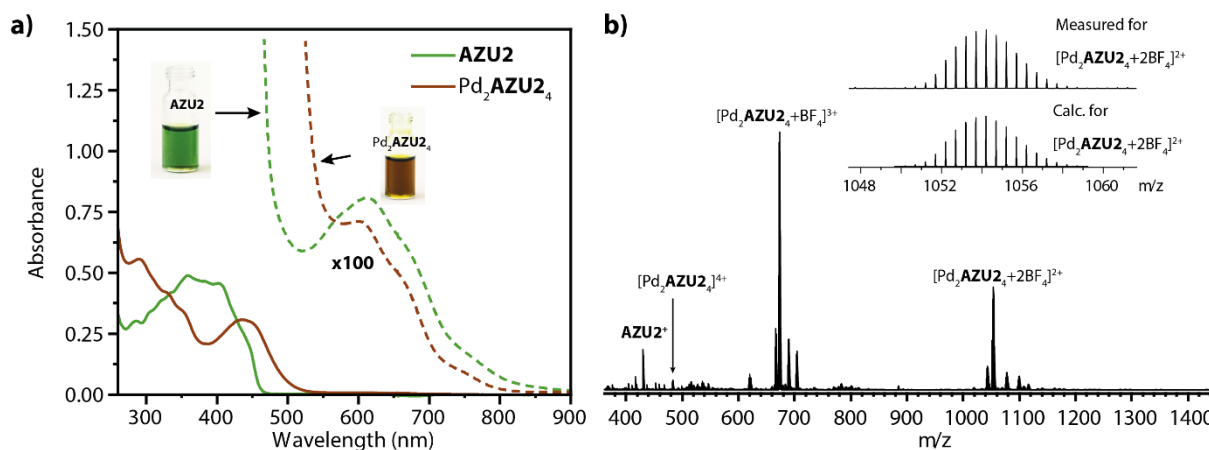 a)
1.50
1.25
1.00
0.75
0.50
0.25
0.00
Absorbance
300 400 500 600 700 800 900
Wavelength (nm)
AZU2
Pd₂AZU2₄
AZU2
Pd₂AZU2₄
x100
b)
Measured for
[Pd₂AZU2₄+2BF₄]²⁺
Calc. for
[Pd₂AZU2₄+2BF₄]²⁺
1048 1052 1056 1060
m/z
[Pd₂AZU2₄+BF₄]³⁺
[Pd₂AZU2₄]⁴⁺
AZU2⁺
[Pd₂AZU2₄+2BF₄]²⁺
400 500 600 700 800 900 1000 1100 1200 1300 1400
m/z